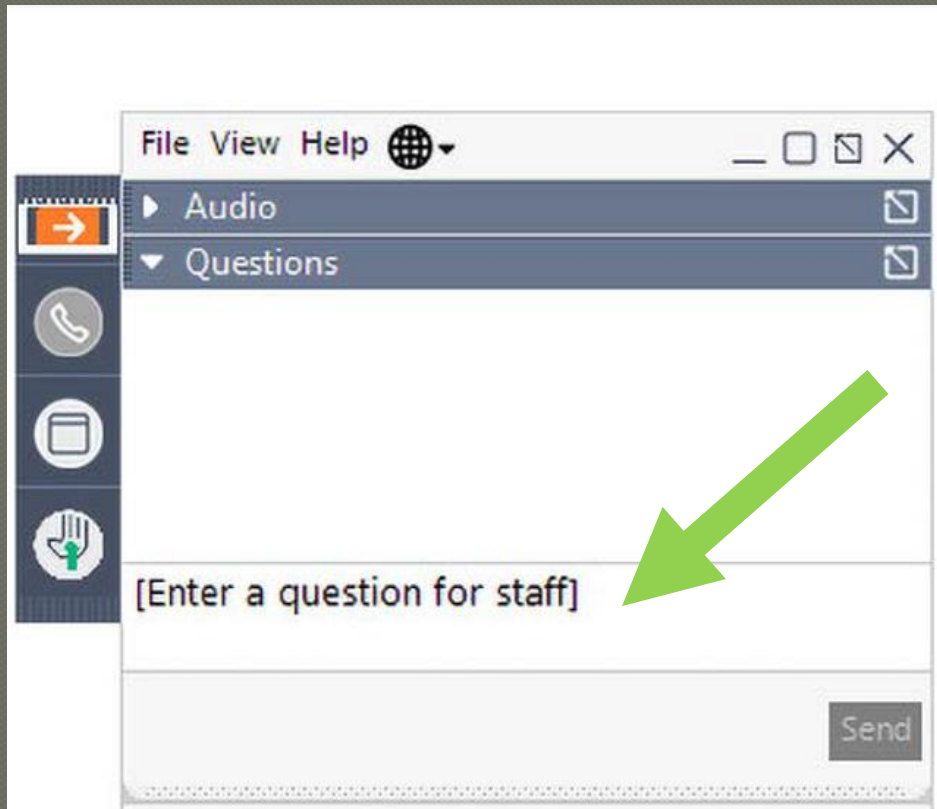 File View Help
Audio
Questions
[Enter a question for staff]
Send